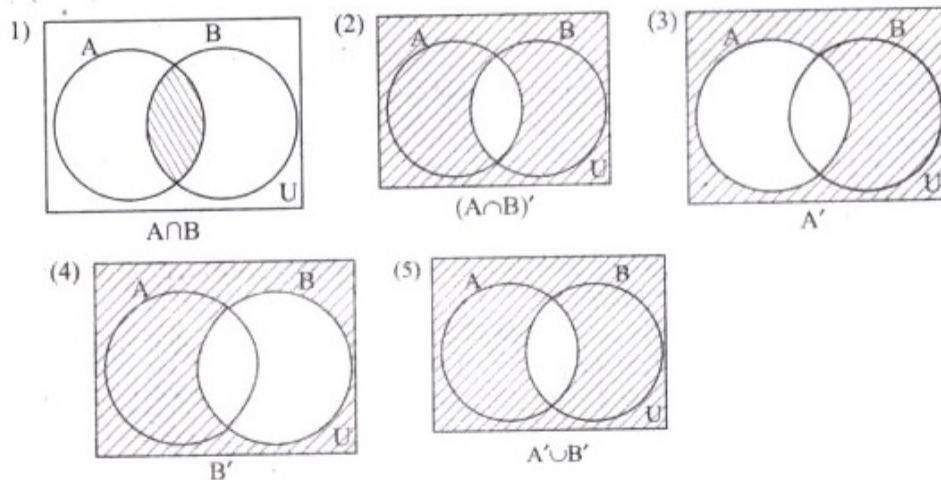 1) A B U
A∩B
(2) A B U
(A∩B)′
(3) A B U
A′
(4) A B U
B′
(5) A B U
A′∪B′